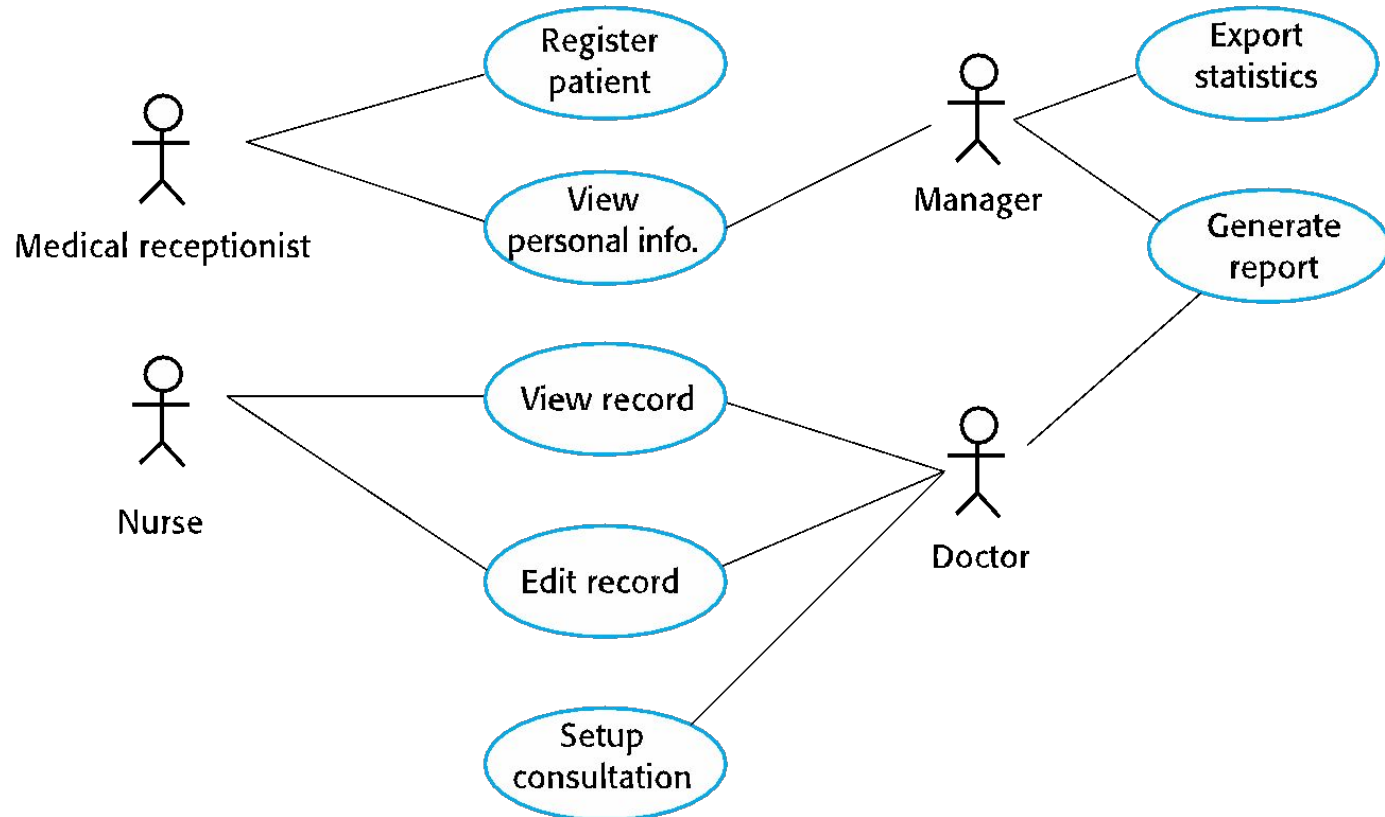 Register
patient
Export
statistics
Medical receptionist
View
personal info.
Manager
Generate
report
Nurse
View record
Edit record
Doctor
Setup
consultation